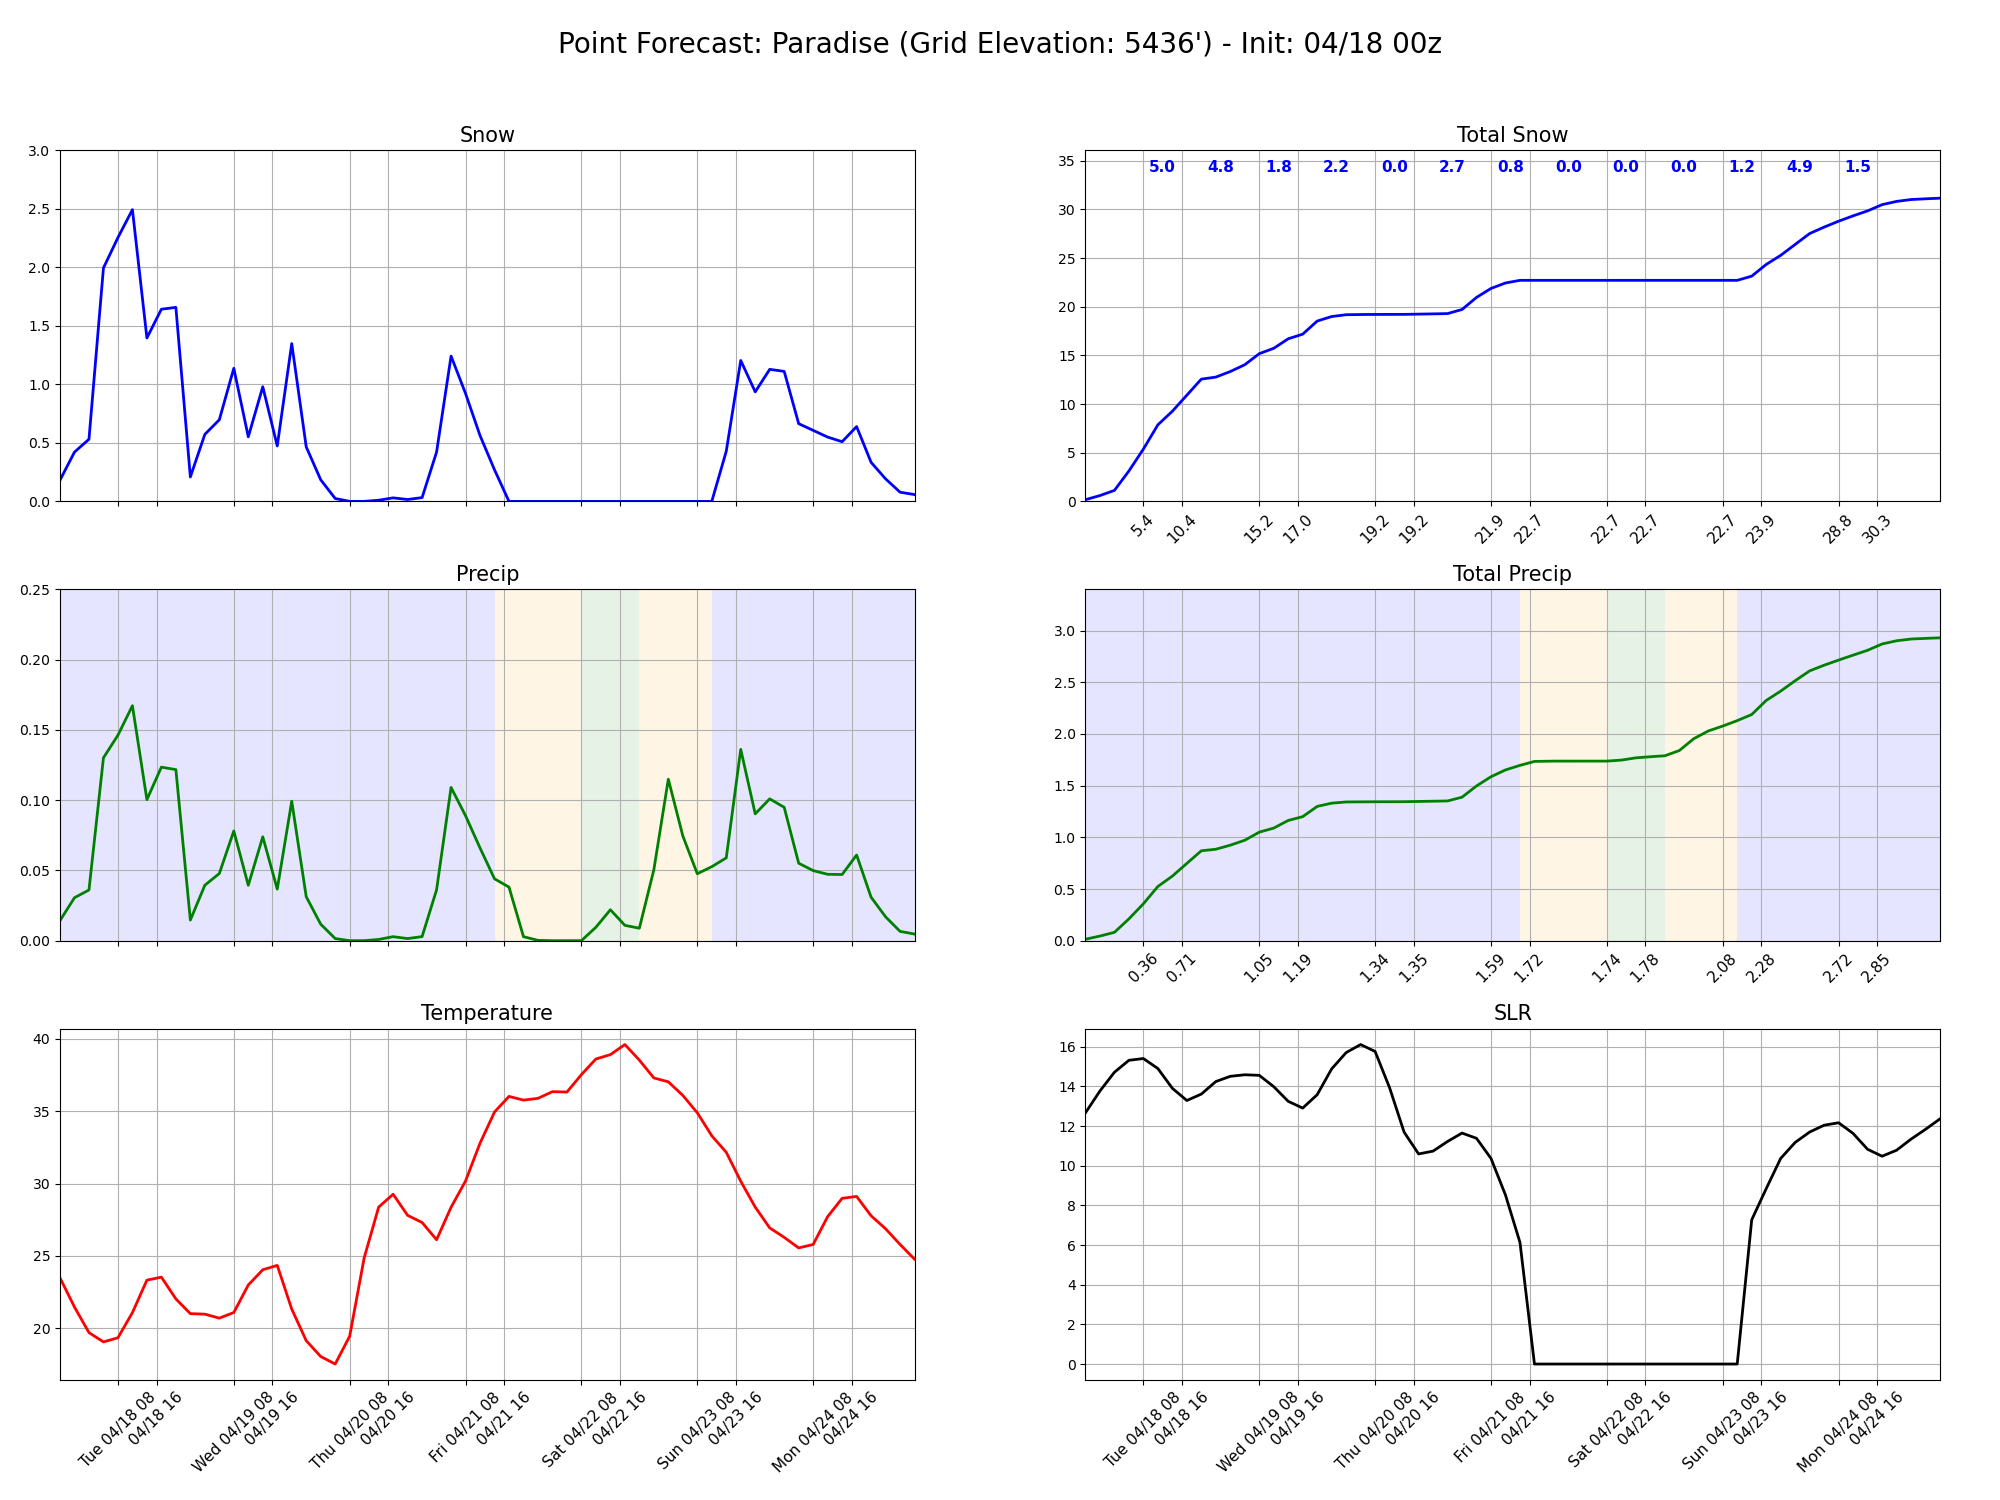 Point Forecast: Paradise (Grid Elevation: 5436') - Init: 04/18 00z
Snow
3.0
2.5
2.0
1.5
1.0
0.5
0.0
Total Snow
35
30
25
20
15
10
5
0
5.0 4.8 1.8 2.2 0.0 2.7 0.8 0.0 0.0 0.0 1.2 4.9 1.5
5.4 10.4 15.2 17.0 19.2 19.2 21.9 22.7 22.7 22.7 22.7 23.9 28.8 30.3
Precip
0.25
0.20
0.15
0.10
0.05
0.00
Total Precip
3.0
2.5
2.0
1.5
1.0
0.5
0.0
0.36 0.71 1.05 1.19 1.34 1.35 1.59 1.72 1.74 1.78 2.08 2.28 2.72 2.85
Temperature
40
35
30
25
20
Tue 04/18 08
04/18 16
Wed 04/19 08
04/19 16
Thu 04/20 08
04/20 16
Fri 04/21 08
04/21 16
Sat 04/22 08
04/22 16
Sun 04/23 08
04/23 16
Mon 04/24 08
04/24 16
SLR
16
14
12
10
8
6
4
2
0
Tue 04/18 08
04/18 16
Wed 04/19 08
04/19 16
Thu 04/20 08
04/20 16
Fri 04/21 08
04/21 16
Sat 04/22 08
04/22 16
Sun 04/23 08
04/23 16
Mon 04/24 08
04/24 16